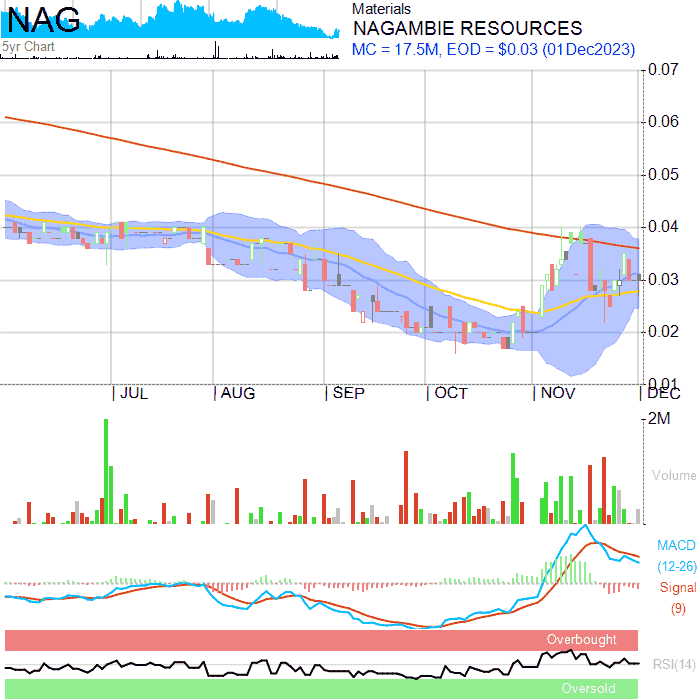 NAG
5yr Chart
Materials
NAGAMBIE RESOURCES
MC = 17.5M, EOD = $0.03 (01Dec2023)
0.07
0.06
0.05
0.04
0.03
0.02
0.01
JUL AUG SEP OCT NOV DEC
2M
Volume
MACD
(12-26)
Signal
(9)
Overbought
RSI(14)
Oversold